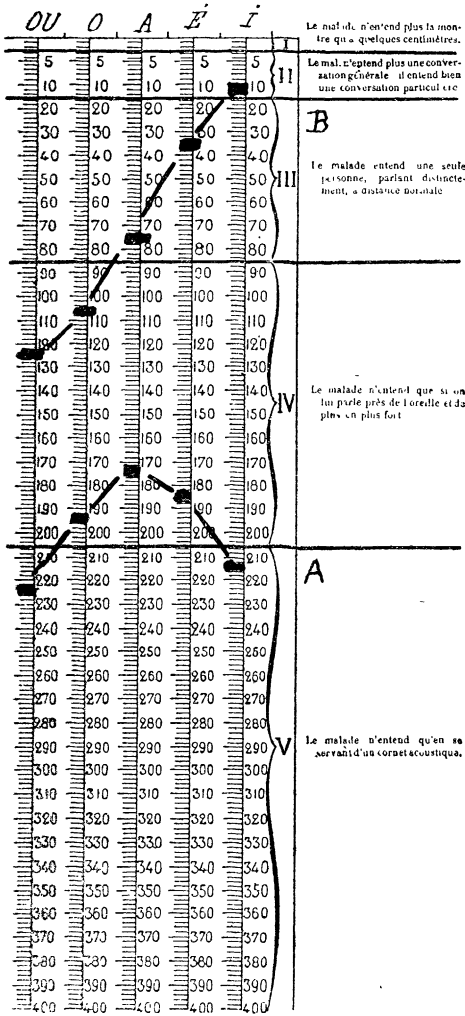 OU O A É I
Le malade n'entend plus la mon-
tre qu'à quelques centimètres.
I
5 5 5 5 5
10 10 10 10 10
II
Le mal. n'entend plus une conver-
sation générale il entend bien
une conversation particulière
B
20 20 20 20 20
30 30 30 50 30
40 40 40 40 40
50 50 50 50 50
60 60 60 60 60
70 70 70 70 70
80 80 80 80 80
III
Le malade entend une seule
personne, parlant distincte-
ment, à distance normale
90 90 90 90 90
100 100 100 100 100
110 110 110 110 110
120 120 120 120 120
130 130 130 130 130
140 140 140 140 140
150 150 150 150 150
160 160 160 160 160
170 170 170 170 170
180 180 180 180 180
190 190 190 190 190
200 200 200 200 200
IV
Le malade n'entend que si on
lui parle près de l'oreille et de
plus en plus fort
A
210 210 210 210 210
220 220 220 220 220
230 230 230 230 230
240 240 240 240 240
250 250 250 250 250
260 260 260 260 260
270 270 270 270 270
280 280 280 280 280
290 290 290 290 290
300 300 300 300 300
310 310 310 310 310
320 320 320 320 320
330 330 330 330 330
340 340 340 340 340
350 350 350 350 350
360 360 360 360 360
370 370 370 370 370
380 380 380 380 380
390 390 390 390 390
400 400 400 400 400
V
Le malade n'entend qu'en se
servant d'un cornet acoustique.